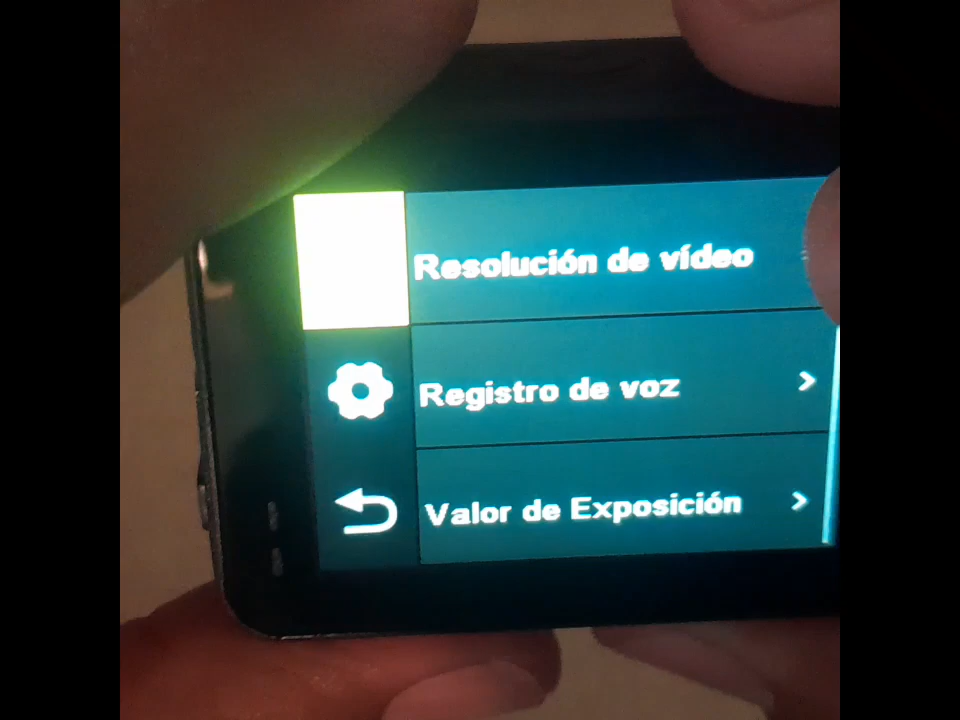 Resolución de vídeo
Registro de voz
Valor de Exposición